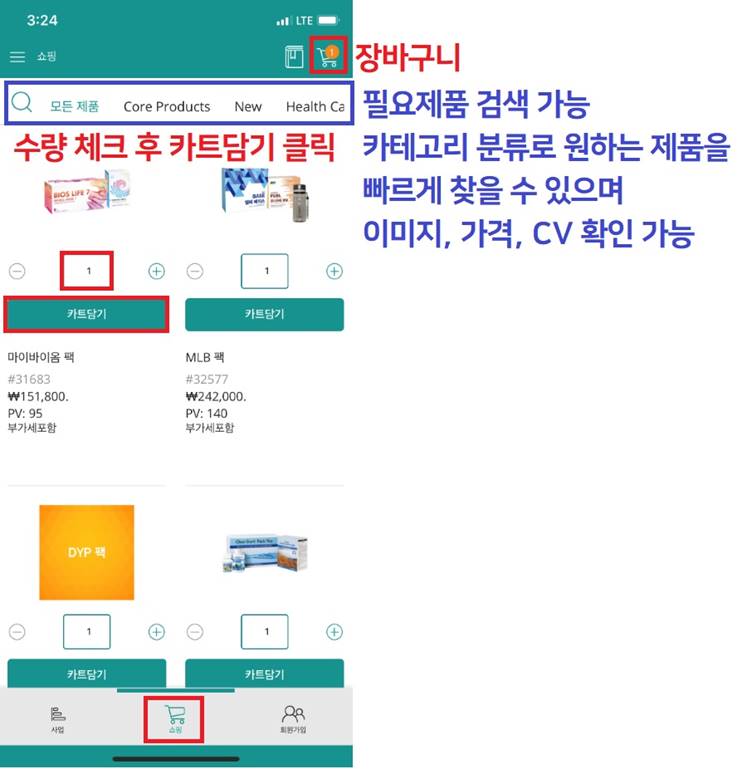 3:24
LTE
쇼핑
1
장바구니
모든 제품 Core Products New Health Ca
필요제품 검색 가능
카테고리 분류로 원하는 제품을
빠르게 찾을 수 있으며
이미지, 가격, CV 확인 가능
수량 체크 후 카트담기 클릭
BIOS LIFE 7
1
1
카트담기
카트담기
마이바이옴 팩
#31683
₩151,800.
PV: 95
부가세포함
MLB 팩
#32577
₩242,000.
PV: 140
부가세포함
DYP 팩
1
1
카트담기
카트담기
사업
쇼핑
회원가입